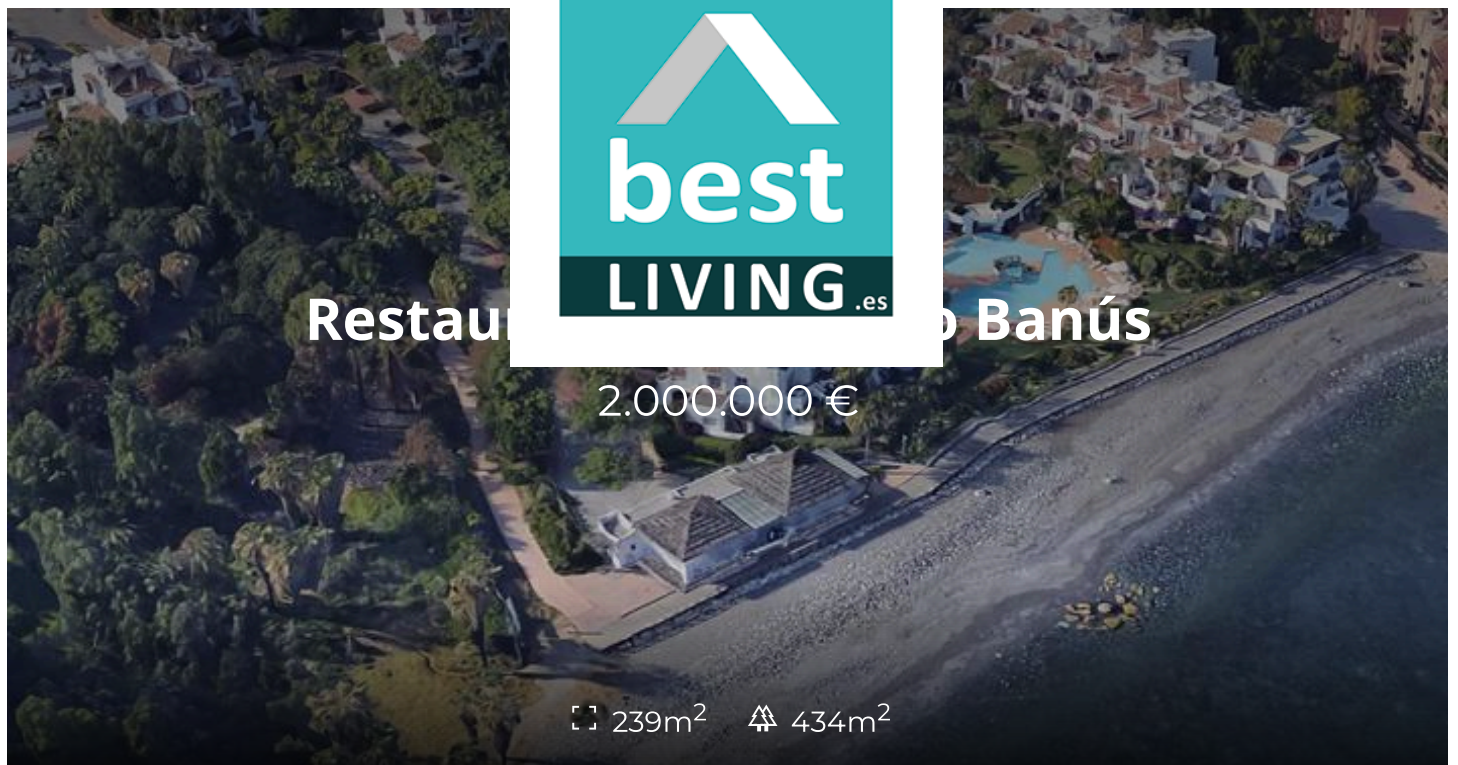 best
LIVING.es
Restau o Banús
2.000.000 €
239m² 434m²